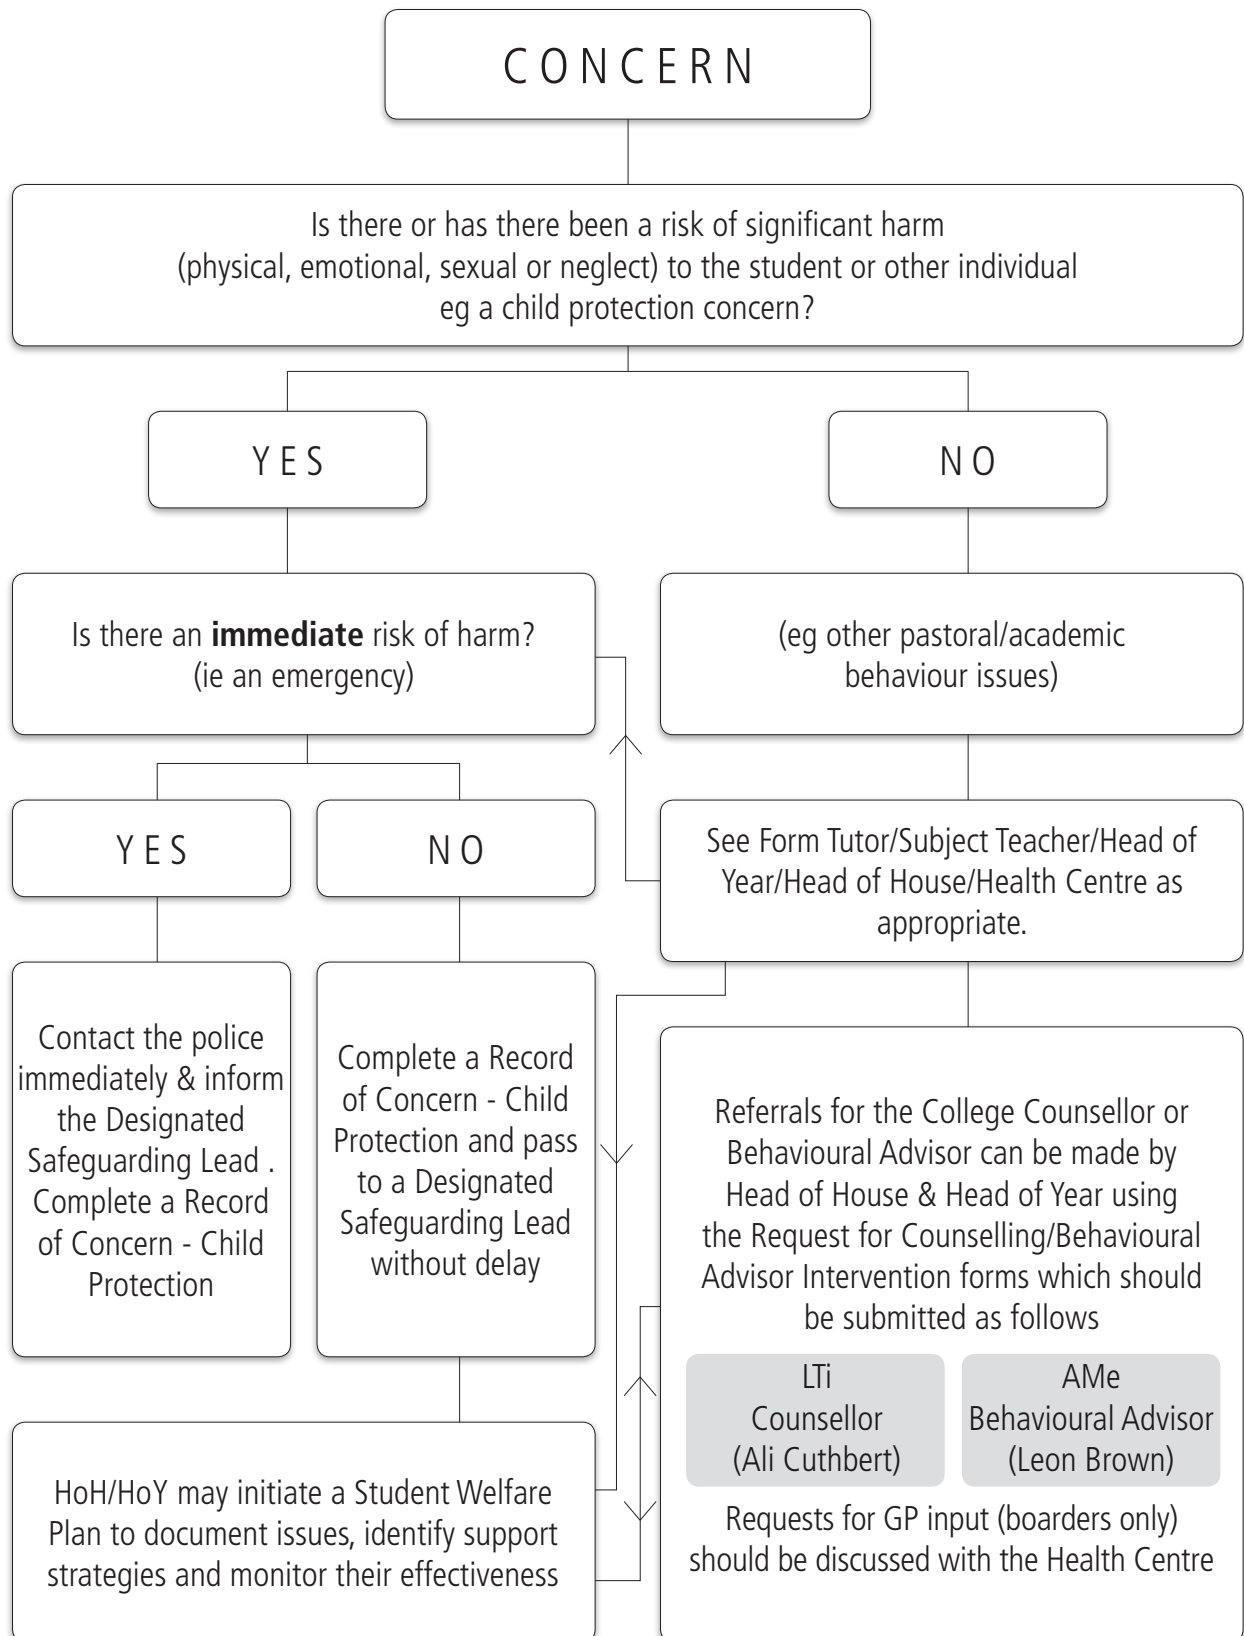 CONCERN
Is there or has there been a risk of significant harm
(physical, emotional, sexual or neglect) to the student or other individual
eg a child protection concern?
YES
NO
Is there an immediate risk of harm?
(ie an emergency)
(eg other pastoral/academic
behaviour issues)
YES
NO
See Form Tutor/Subject Teacher/Head of
Year/Head of House/Health Centre as
appropriate.
Contact the police
immediately & inform
the Designated
Safeguarding Lead .
Complete a Record
of Concern - Child
Protection
Complete a Record
of Concern - Child
Protection and pass
to a Designated
Safeguarding Lead
without delay
Referrals for the College Counsellor or
Behavioural Advisor can be made by
Head of House & Head of Year using
the Request for Counselling/Behavioural
Advisor Intervention forms which should
be submitted as follows
LTi
Counsellor
(Ali Cuthbert)
AMe
Behavioural Advisor
(Leon Brown)
Requests for GP input (boarders only)
should be discussed with the Health Centre
HoH/HoY may initiate a Student Welfare
Plan to document issues, identify support
strategies and monitor their effectiveness